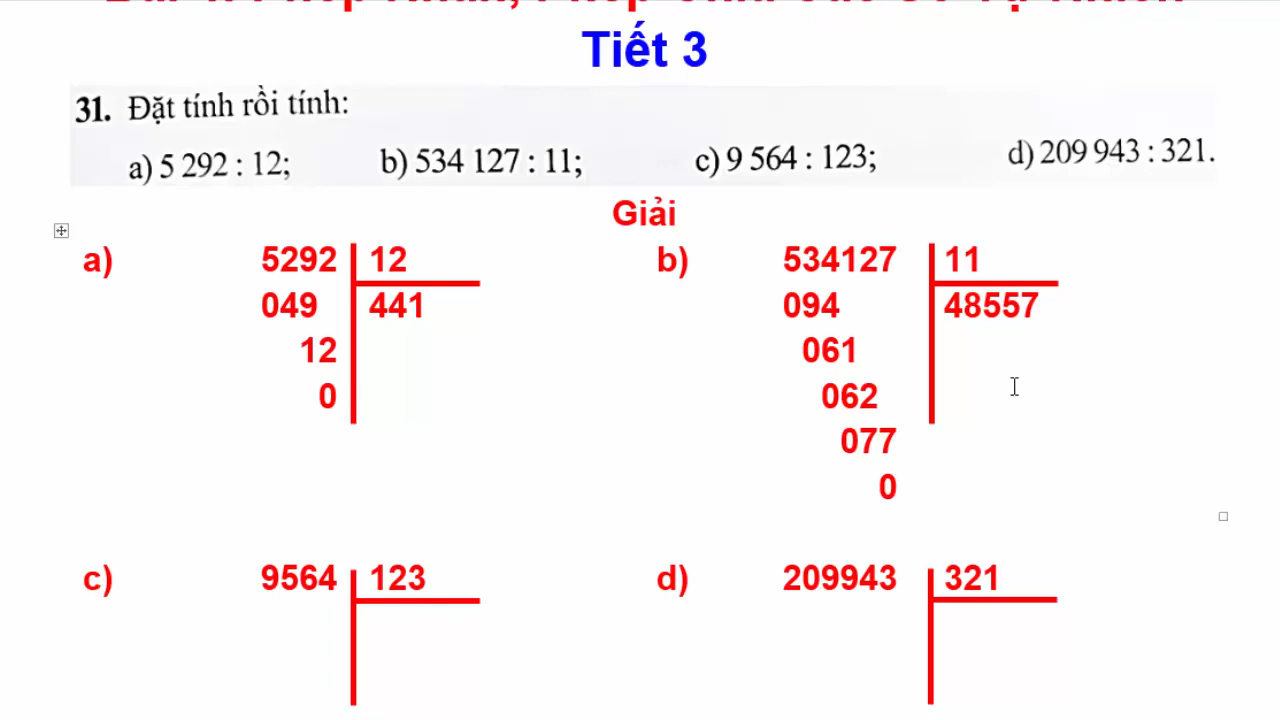 Tiết 3
31. Đặt tính rồi tính:
a) 5 292 : 12; b) 534 127 : 11; c) 9 564 : 123; d) 209 943 : 321.
Giải
a) 5292 12 b) 534127 11
049 441 094 48557
12 061
0 062
077
0
c) 9564 123 d) 209943 321